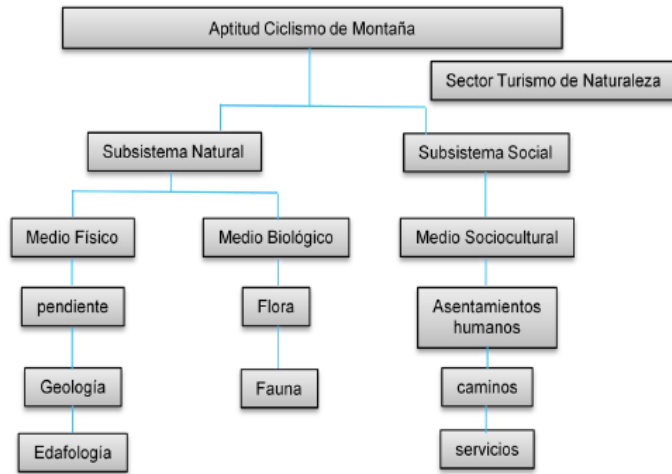 Aptitud Ciclismo de Montaña
Sector Turismo de Naturaleza
Subsistema Natural
Subsistema Social
Medio Físico
Medio Biológico
Medio Sociocultural
pendiente
Flora
Asentamientos
humanos
Geología
Fauna
caminos
Edafología
servicios